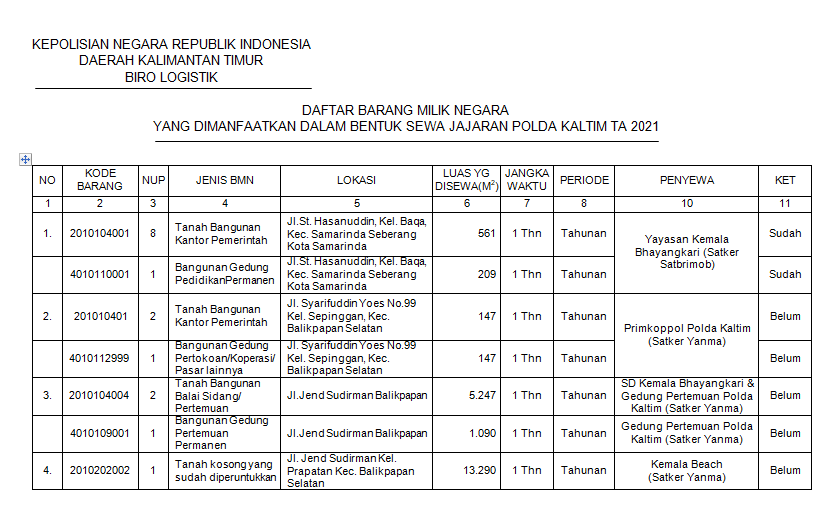 KEPOLISIAN NEGARA REPUBLIK INDONESIA
DAERAH KALIMANTAN TIMUR
BIRO LOGISTIK
DAFTAR BARANG MILIK NEGARA
YANG DIMANFAATKAN DALAM BENTUK SEWA JAJARAN POLDA KALTIM TA 2021
NO
KODE
BARANG
NUP
JENIS BMN
LOKASI
LUAS YG
DISEWA(M²)
JANGKA
WAKTU
PERIODE
PENYEWA
KET
1
2
3
4
5
6
7
8
10
11
1.
2010104001
8
Tanah Bangunan
Kantor Pemerintah
Jl.St. Hasanuddin, Kel. Baqa,
Kec. Samarinda Seberang
Kota Samarinda
561
1 Thn
Tahunan
Yayasan Kemala
Bhayangkari (Satker
Satbrimob)
Sudah
4010110001
1
Bangunan Gedung
PedidikanPermanen
Jl.St. Hasanuddin, Kel. Baqa,
Kec. Samarinda Seberang
Kota Samarinda
209
1 Thn
Tahunan
Sudah
2.
201010401
2
Tanah Bangunan
Kantor Pemerintah
Jl. Syarifuddin Yoes No.99
Kel. Sepinggan, Kec.
Balikpapan Selatan
147
1 Thn
Tahunan
Primkoppol Polda Kaltim
(Satker Yanma)
Belum
4010112999
1
Bangunan Gedung
Pertokoan/Koperasi/
Pasar lainnya
Jl. Syarifuddin Yoes No.99
Kel. Sepinggan, Kec.
Balikpapan Selatan
147
1 Thn
Tahunan
Belum
3.
2010104004
2
Tanah Bangunan
Balai Sidang/
Pertemuan
Jl.Jend Sudirman Balikpapan
5.247
1 Thn
Tahunan
SD Kemala Bhayangkari &
Gedung Pertemuan Polda
Kaltim (Satker Yanma)
Belum
4010109001
1
Bangunan Gedung
Pertemuan
Permanen
Jl.Jend Sudirman Balikpapan
1.090
1 Thn
Tahunan
Gedung Pertemuan Polda
Kaltim (Satker Yanma)
Belum
4.
2010202002
1
Tanah kosong yang
sudah diperuntukkan
Jl. Jend Sudirman Kel.
Prapatan Kec. Balikpapan
Selatan
13.290
1 Thn
Tahunan
Kemala Beach
(Satker Yanma)
Belum